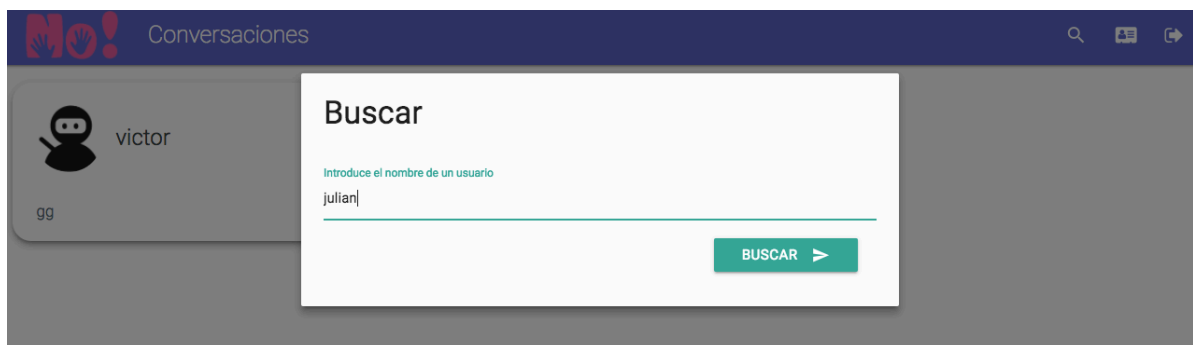 No! Conversaciones
victor
gg
Buscar
Introduce el nombre de un usuario
julian
BUSCAR